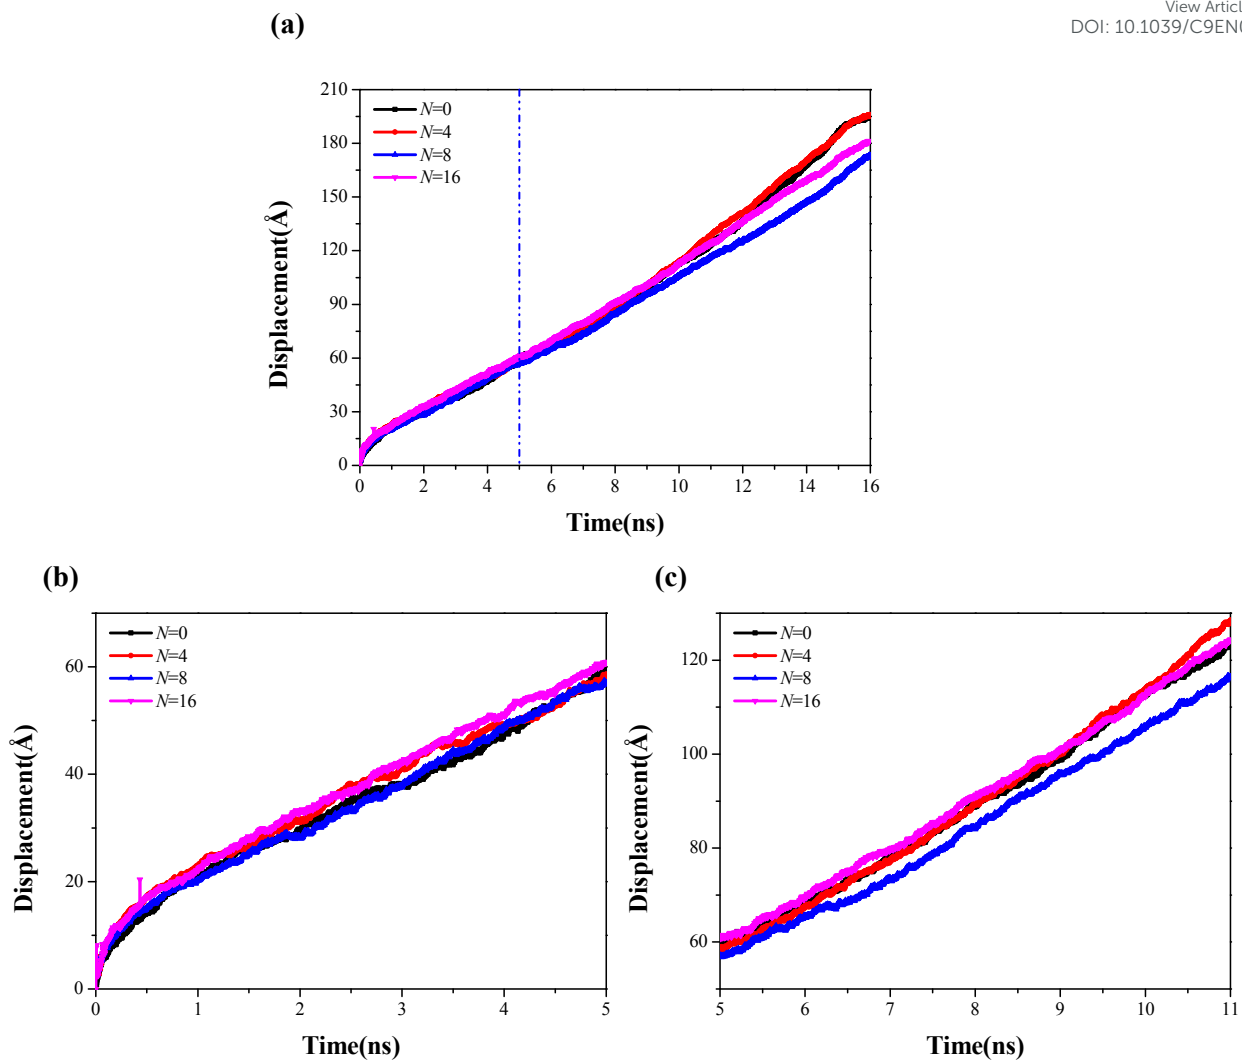 View Articl
DOI: 10.1039/C9EN0
(a)
210
180
150
120
90
60
30
0
Displacement(Å)
N=0
N=4
N=8
N=16
0 2 4 6 8 10 12 14 16
Time(ns)
(b)
60
40
20
0
Displacement(Å)
N=0
N=4
N=8
N=16
0 1 2 3 4 5
Time(ns)
(c)
120
100
80
60
Displacement(Å)
N=0
N=4
N=8
N=16
5 6 7 8 9 10 11
Time(ns)